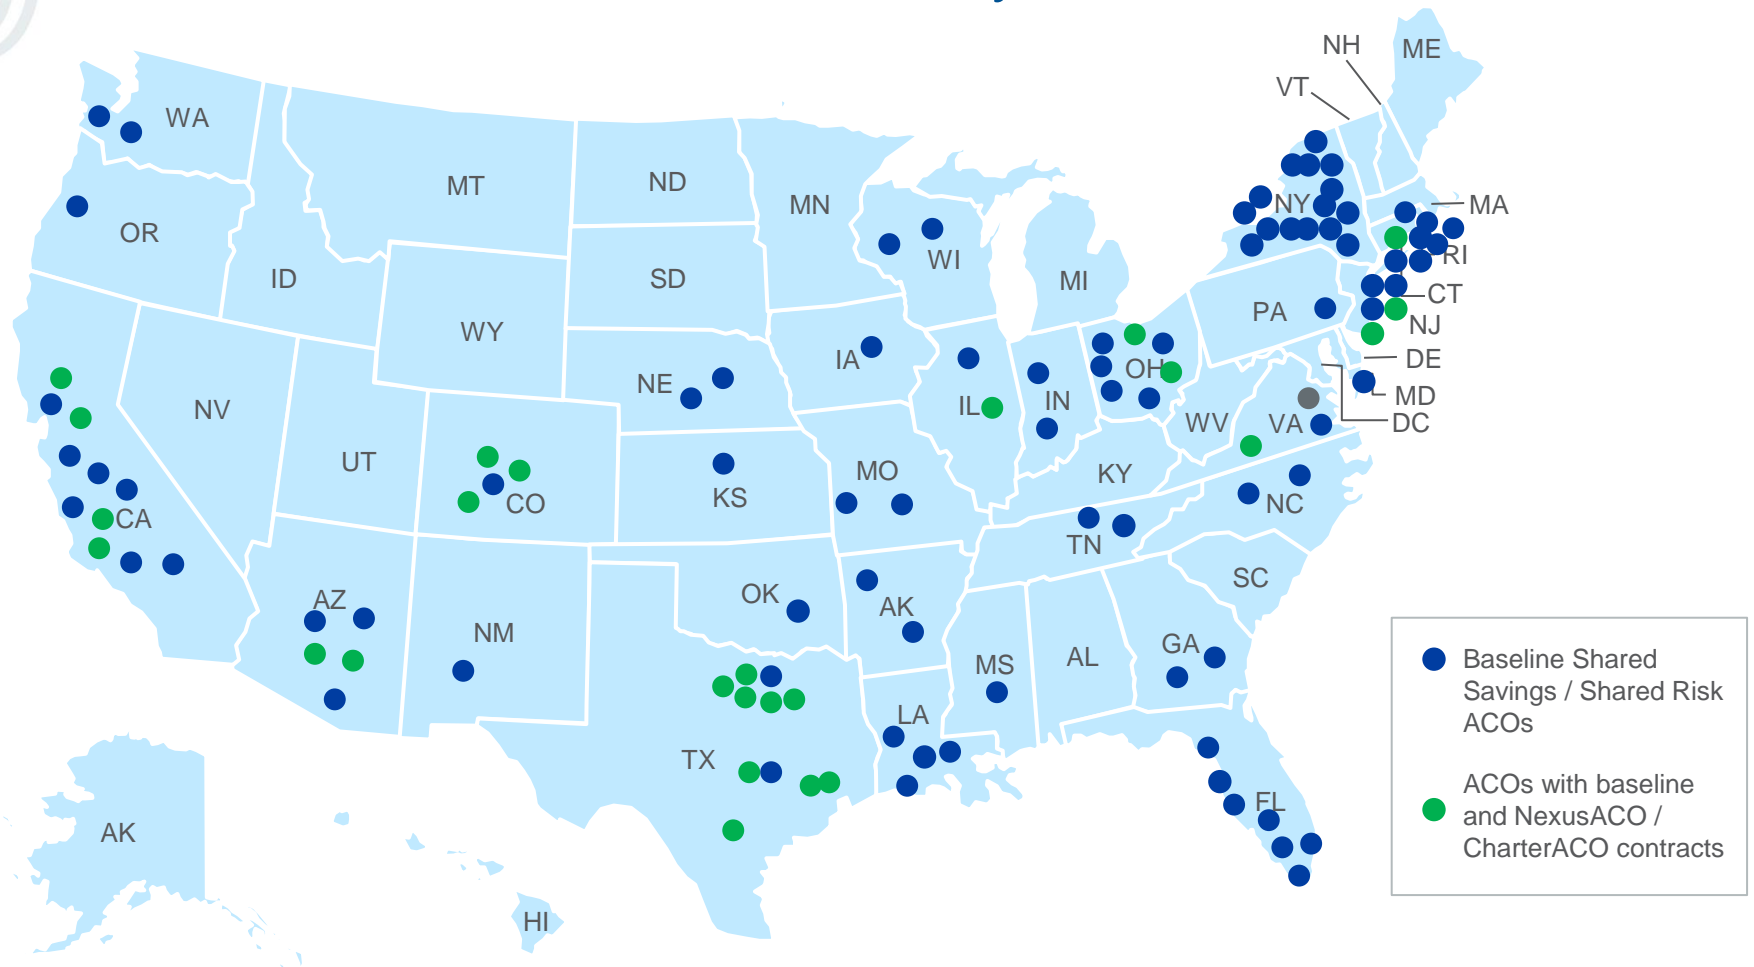 NH
ME
VT
WA
MT
ND
MN
NY
MA
OR
WI
RI
ID
SD
MI
CT
WY
PA
NJ
IA
OH
DE
NE
IL
IN
MD
NV
WV
VA
DC
UT
CO
KS
MO
KY
NC
CA
TN
SC
AZ
OK
AK
NM
MS
AL
GA
LA
TX
FL
AK
HI
Baseline Shared
Savings / Shared Risk
ACOs
ACOs with baseline
and NexusACO /
CharterACO contracts